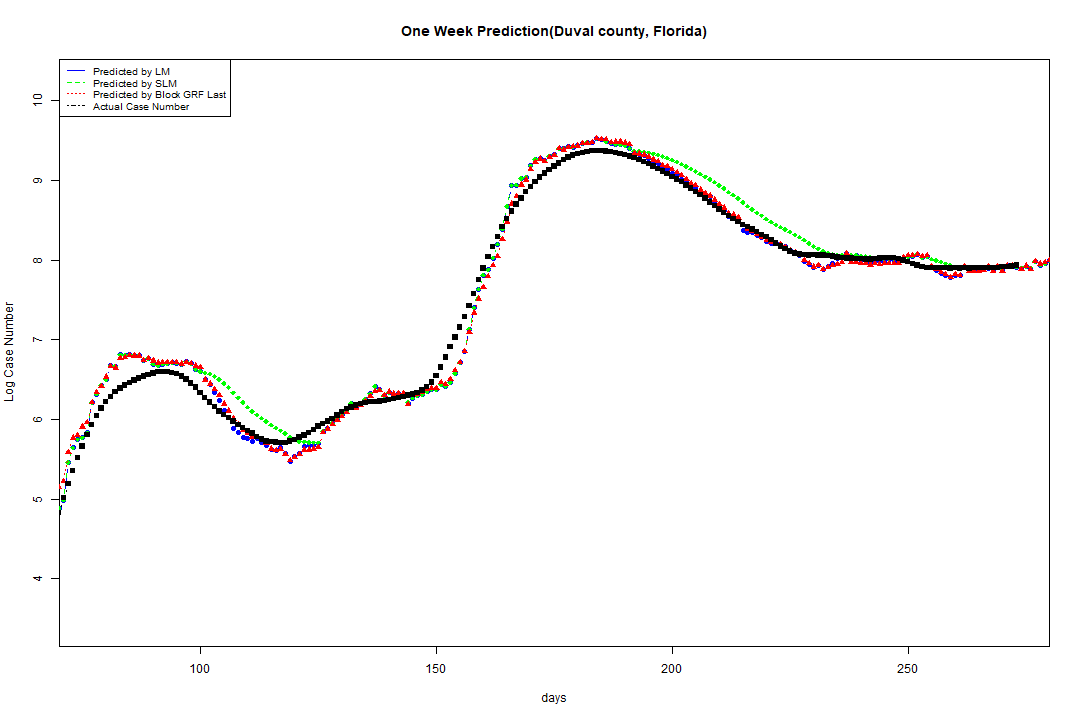 One Week Prediction(Duval county, Florida)
Predicted by LM
Predicted by SLM
Predicted by Block GRF Last
Actual Case Number
10
9
8
7
6
5
4
Log Case Number
100 150 200 250
days